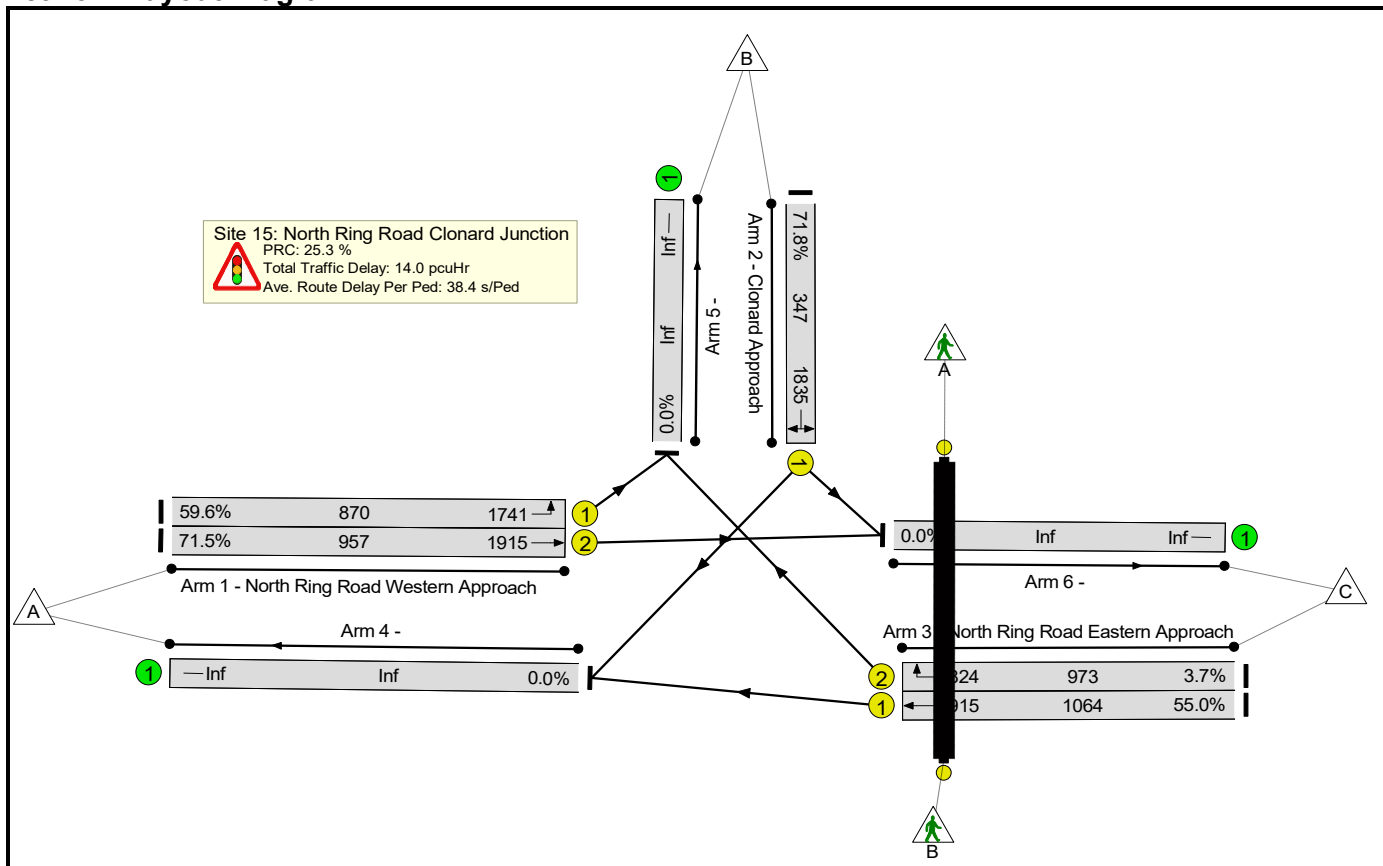 B
Site 15: North Ring Road Clonard Junction
PRC: 25.3 %
Total Traffic Delay: 14.0 pcuHr
Ave. Route Delay Per Ped: 38.4 s/Ped
1
Inf
Inf
0.0%
Arm 5 -
Arm 2 - Clonard Approach
71.8%
347
1835
1
A
59.6% 870 1741
1
71.5% 957 1915
2
Arm 1 - North Ring Road Western Approach
A
0.0% Inf Inf
1
Arm 6 -
C
Arm 4 -
1
Inf Inf 0.0%
Arm 3 - North Ring Road Eastern Approach
2
973 3.7%
1
1064 55.0%
B